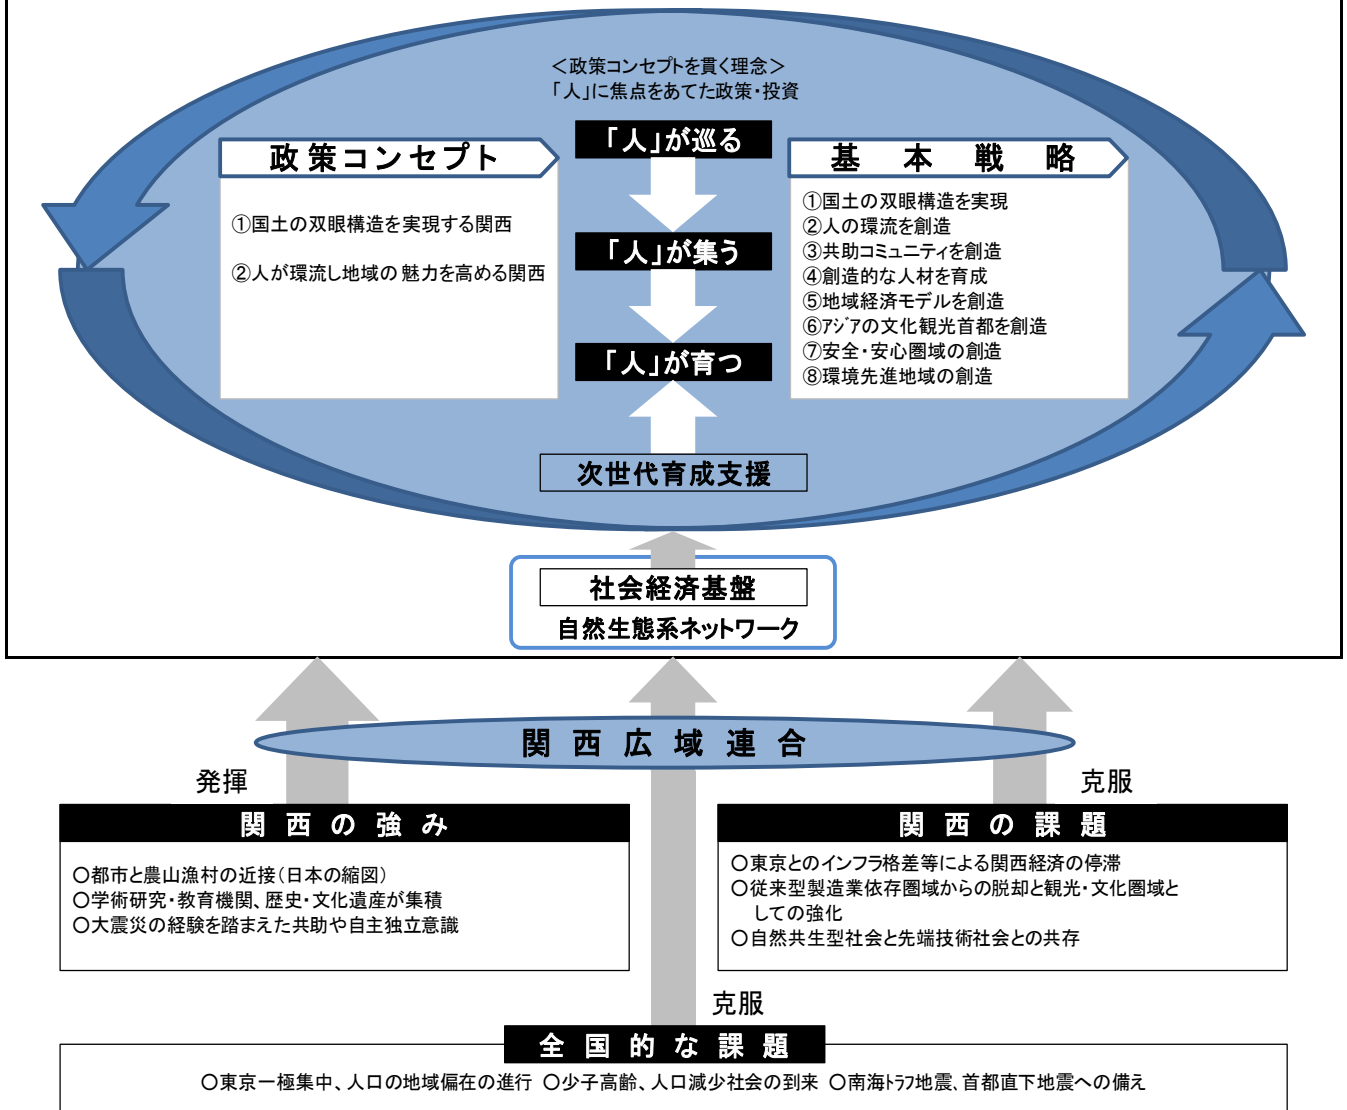 ＜政策コンセプトを貫く理念＞
「人」に焦点をあてた政策・投資
「人」が巡る
政策コンセプト
①国土の双眼構造を実現する関西
②人が環流し地域の魅力を高める関西
「人」が集う
「人」が育つ
基本戦略
①国土の双眼構造を実現
②人の環流を創造
③共助コミュニティを創造
④創造的な人材を育成
⑤地域経済モデルを創造
⑥ｱｼﾞｱの文化観光首都を創造
⑦安全・安心圏域の創造
⑧環境先進地域の創造
次世代育成支援
社会経済基盤
自然生態系ネットワーク
関西広域連合
発揮
克服
関西の強み
○都市と農山漁村の近接（日本の縮図）
○学術研究・教育機関、歴史・文化遺産が集積
○大震災の経験を踏まえた共助や自主独立意識
関西の課題
○東京とのインフラ格差等による関西経済の停滞
○従来型製造業依存圏域からの脱却と観光・文化圏域と
しての強化
○自然共生型社会と先端技術社会との共存
克服
全国的な課題
○東京一極集中、人口の地域偏在の進行 ○少子高齢、人口減少社会の到来 ○南海ﾄﾗﾌ地震、首都直下地震への備え